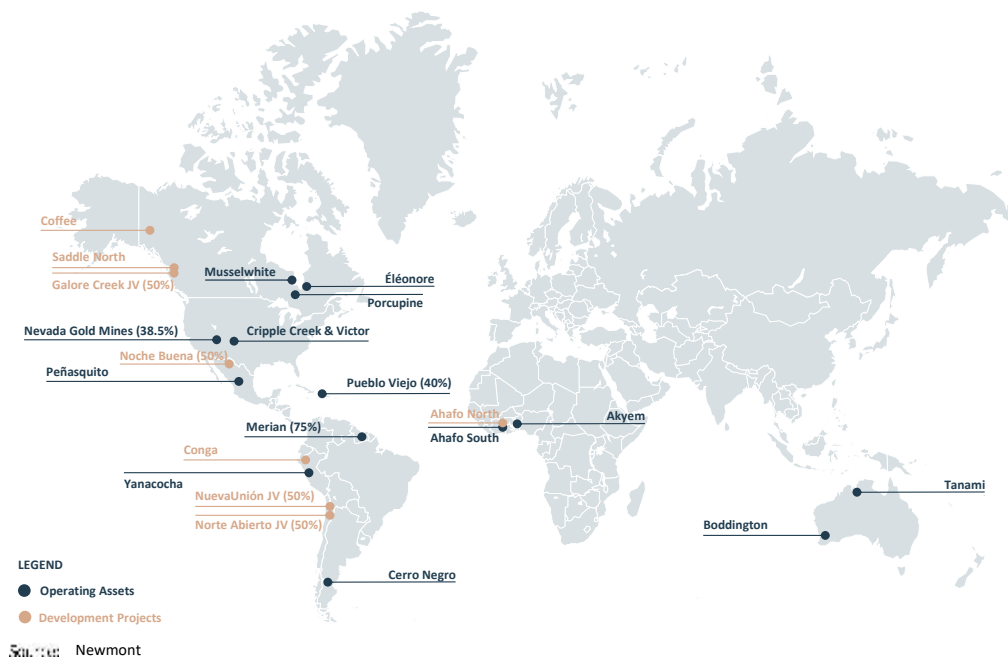 Coffee
Saddle North
Galore Creek JV (50%)
Musselwhite
Éléonore
Porcupine
Nevada Gold Mines (38.5%)
Cripple Creek & Victor
Noche Buena (50%)
Peñasquito
Pueblo Viejo (40%)
Ahafo North
Akyem
Ahafo South
Merian (75%)
Conga
Yanacocha
NuevaUnión JV (50%)
Norte Abierto JV (50%)
Tanami
Boddington
Cerro Negro
LEGEND
Operating Assets
Development Projects
Newmont